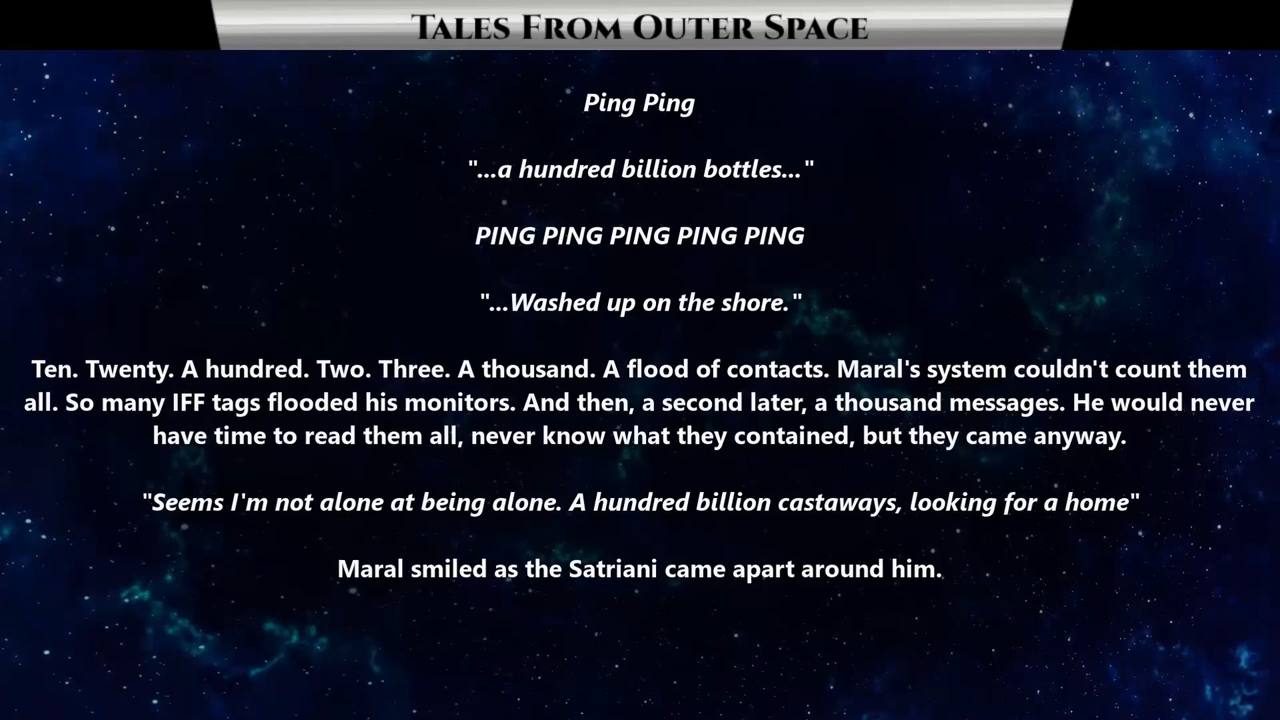 Tales From Outer Space
Ping Ping
"...a hundred billion bottles..."
PING PING PING PING PING
"...Washed up on the shore."
Ten. Twenty. A hundred. Two. Three. A thousand. A flood of contacts. Maral's system couldn't count them
all. So many IFF tags flooded his monitors. And then, a second later, a thousand messages. He would never
have time to read them all, never know what they contained, but they came anyway.
"Seems I'm not alone at being alone. A hundred billion castaways, looking for a home"
Maral smiled as the Satriani came apart around him.